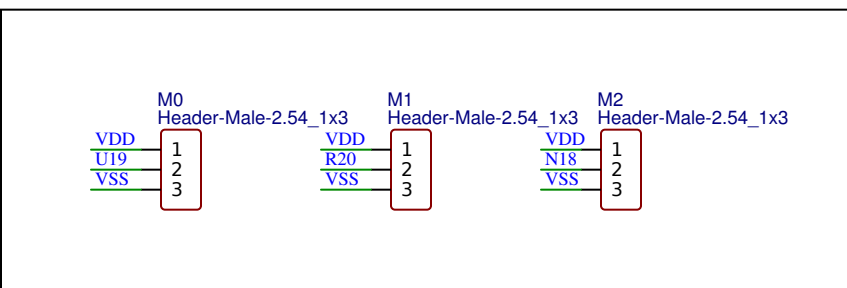 M0
Header-Male-2.54_1x3
VDD
U19
VSS
1
2
3
M1
Header-Male-2.54_1x3
VDD
R20
VSS
1
2
3
M2
Header-Male-2.54_1x3
VDD
N18
VSS
1
2
3